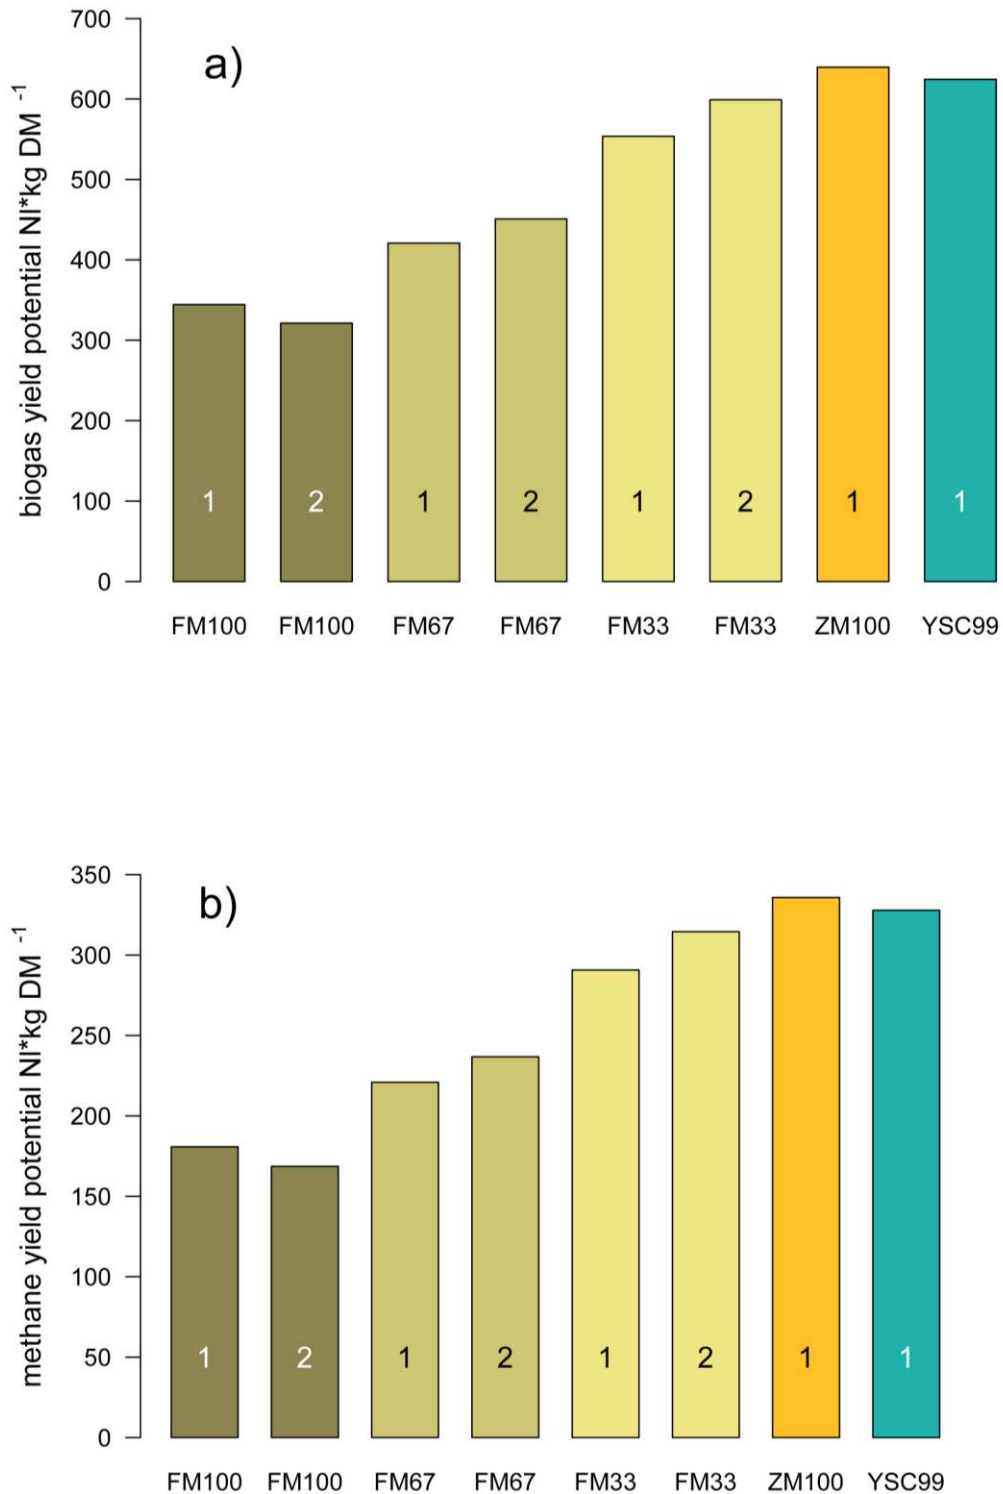 a)
biogas yield potential Nl*kg DM -1
700
600
500
400
300
200
100
0
1 2 1 2 1 2 1 1
FM100 FM100 FM67 FM67 FM33 FM33 ZM100 YSC99
b)
methane yield potential Nl*kg DM -1
350
300
250
200
150
100
50
0
1 2 1 2 1 2 1 1
FM100 FM100 FM67 FM67 FM33 FM33 ZM100 YSC99